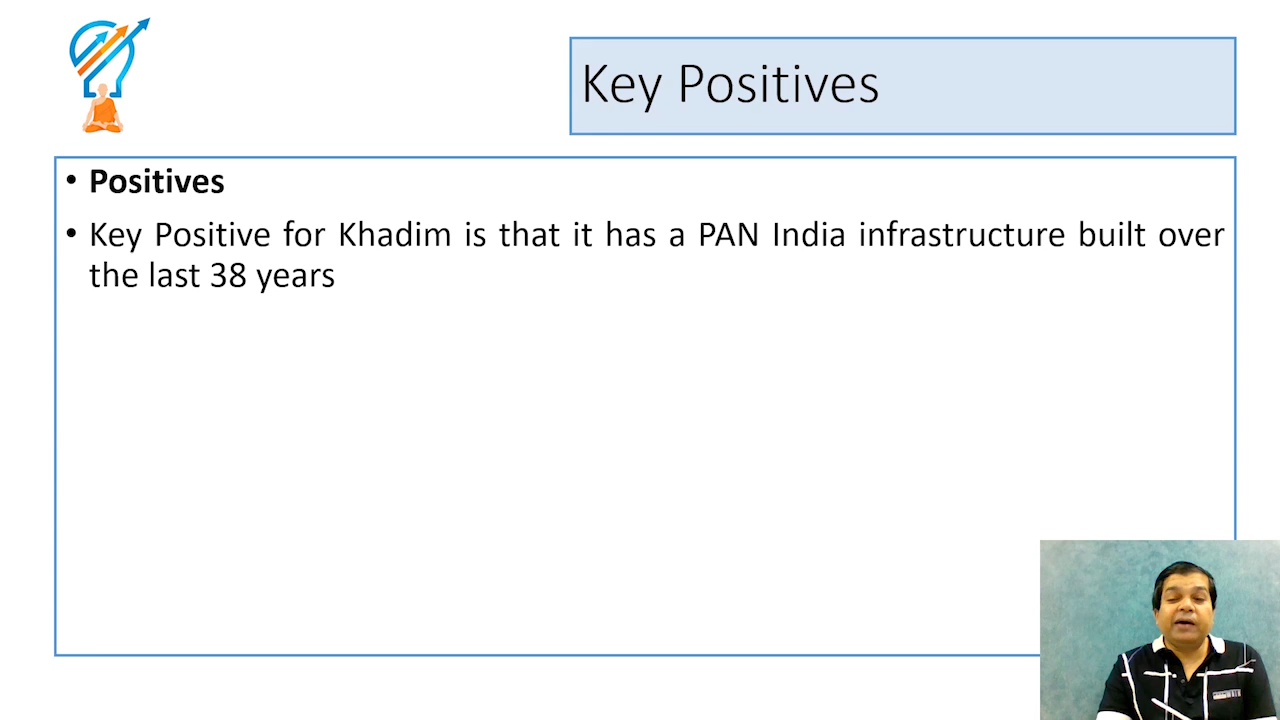 Key Positives
• Positives
• Key Positive for Khadim is that it has a PAN India infrastructure built over
the last 38 years